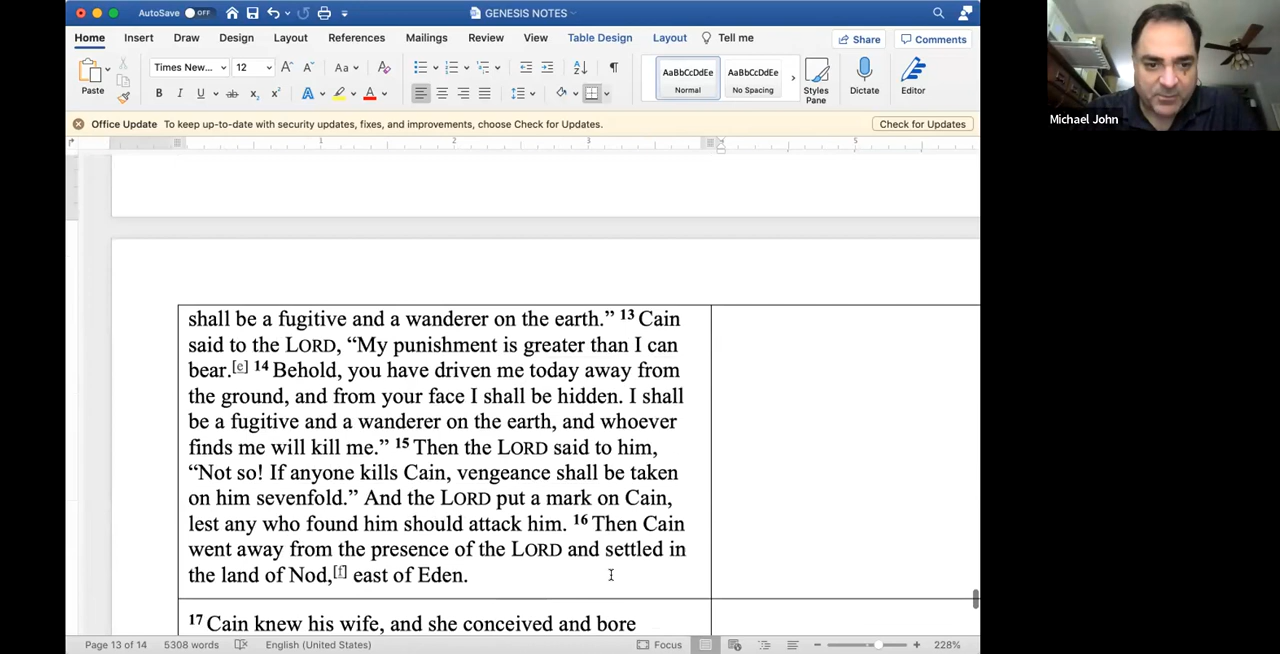 AutoSave OFF
GENESIS NOTES
Home Insert Draw Design Layout References Mailings Review View Table Design Layout Tell me Share Comments
Paste Times New... 12 Aa AaBbCcDdEe Normal AaBbCcDdEe No Spacing Styles Pane Dictate Editor
Office Update To keep up-to-date with security updates, fixes, and improvements, choose Check for Updates. Check for Updates
1 2 3 5
shall be a fugitive and a wanderer on the earth.” 13 Cain
said to the LORD, “My punishment is greater than I can
bear.[e] 14 Behold, you have driven me today away from
the ground, and from your face I shall be hidden. I shall
be a fugitive and a wanderer on the earth, and whoever
finds me will kill me.” 15 Then the LORD said to him,
“Not so! If anyone kills Cain, vengeance shall be taken
on him sevenfold.” And the LORD put a mark on Cain,
lest any who found him should attack him. 16 Then Cain
went away from the presence of the LORD and settled in
the land of Nod,[f] east of Eden.
17 Cain knew his wife, and she conceived and bore
Page 13 of 14 5308 words English (United States) Focus 228%
Michael John